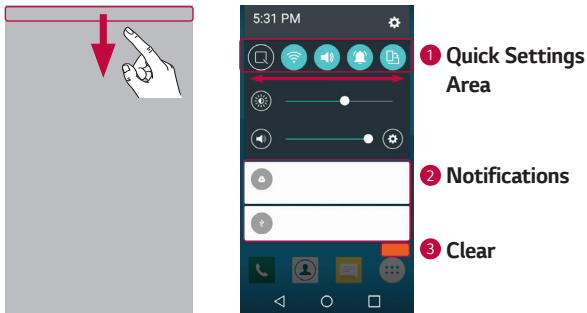 5:31 PM
1 Quick Settings
Area
2 Notifications
3 Clear